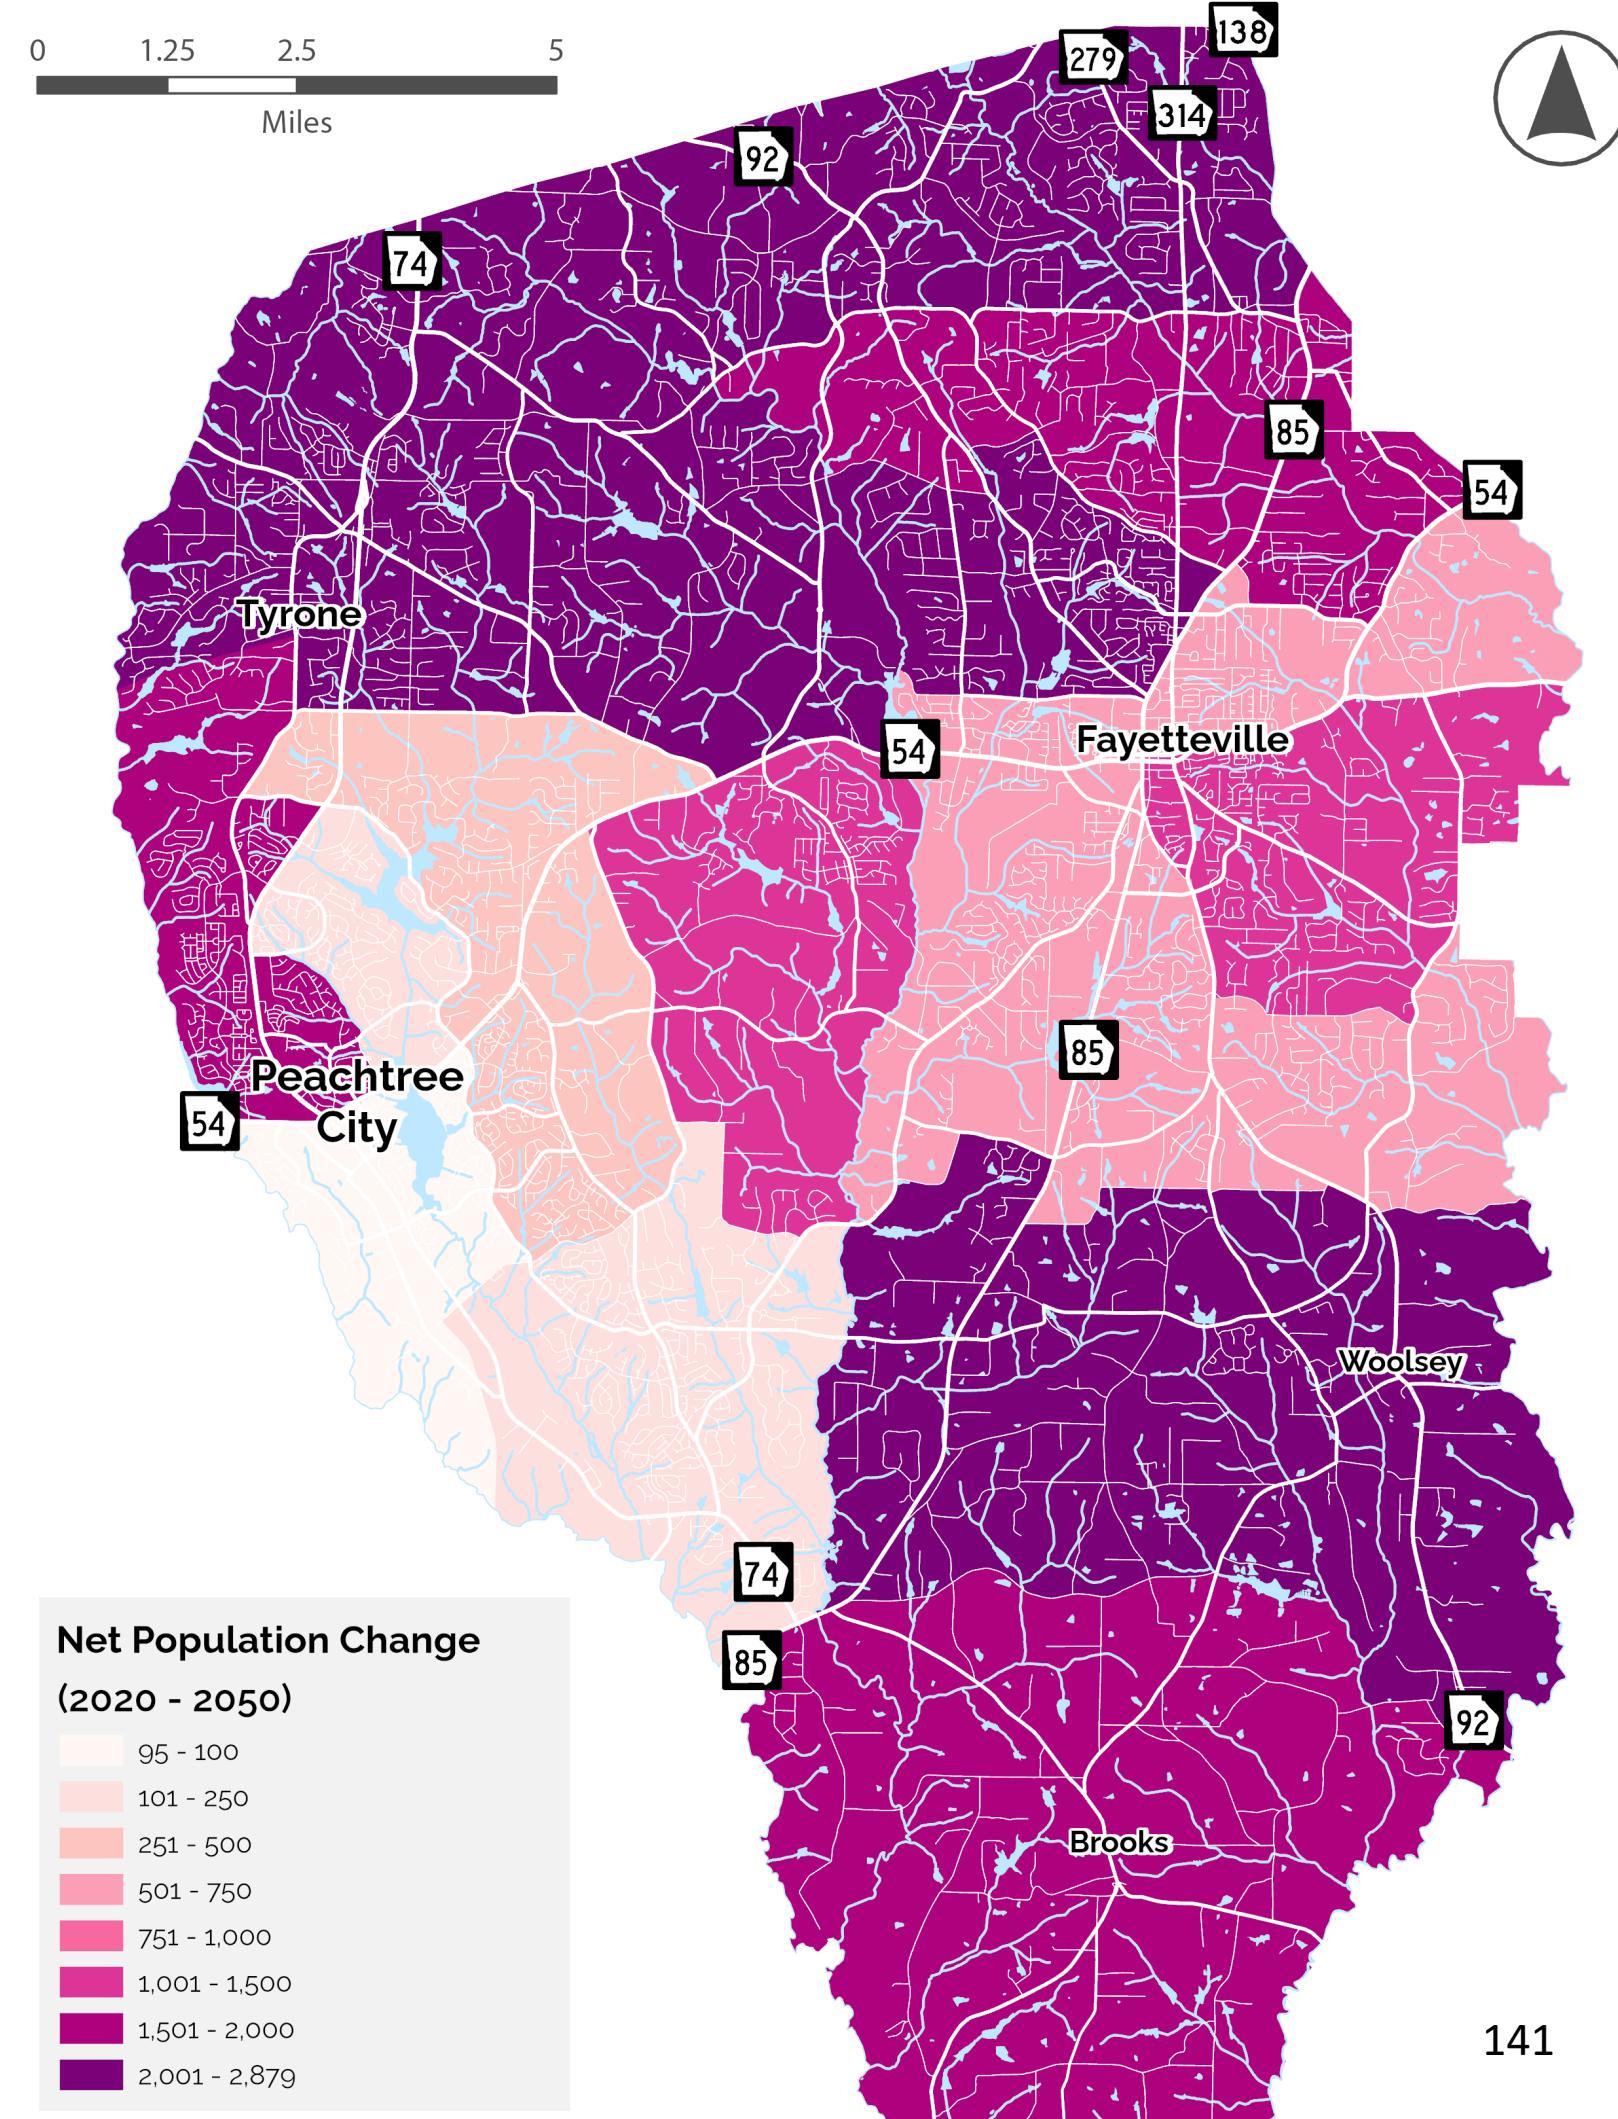 0 1.25 2.5 5
Miles
138
279
314
92
74
85
54
Tyrone
54
Fayetteville
85
Peachtree
City
54
Woolsey
74
85
92
Brooks
Net Population Change
(2020 - 2050)
95 - 100
101 - 250
251 - 500
501 - 750
751 - 1,000
1,001 - 1,500
1,501 - 2,000
2,001 - 2,879
141